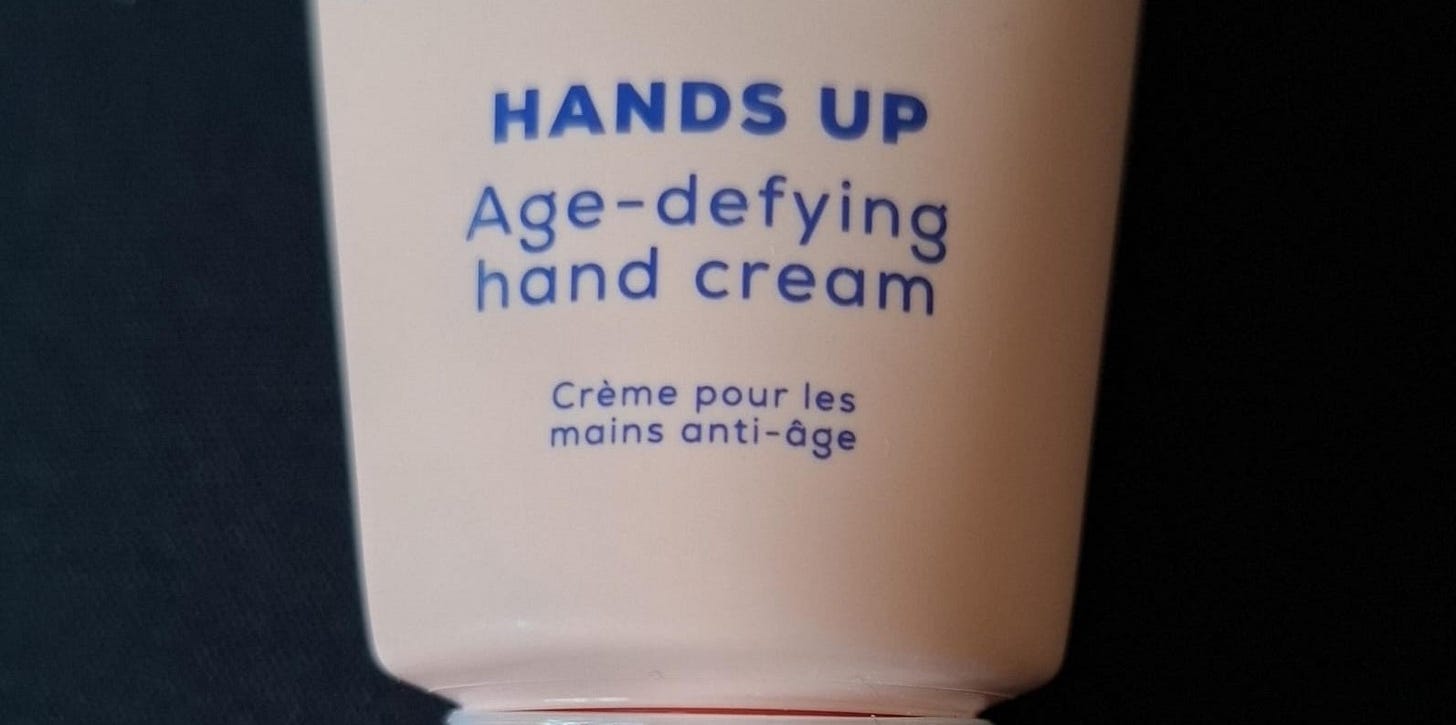 HANDS UP
Age-defying
hand cream
Crème pour les
mains anti-âge